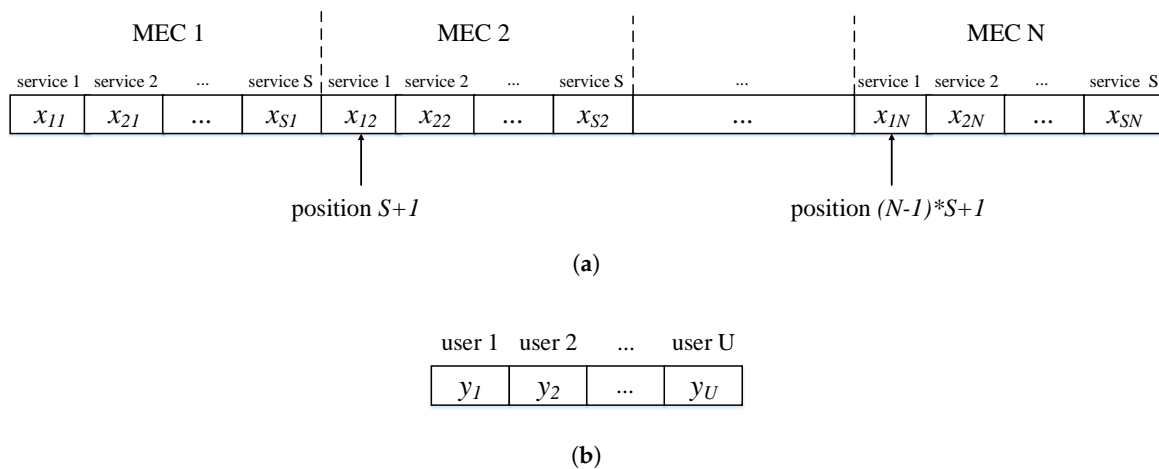 MEC 1 MEC 2 MEC N
service 1 service 2 ... service S service 1 service 2 ... service S ... service 1 service 2 ... service S
x11 x21 ... xS1 x12 x22 ... xS2 ... x1N x2N ... xSN
position S+1 position (N-1)*S+1
(a)
user 1 user 2 ... user U
y1 y2 ... yU
(b)